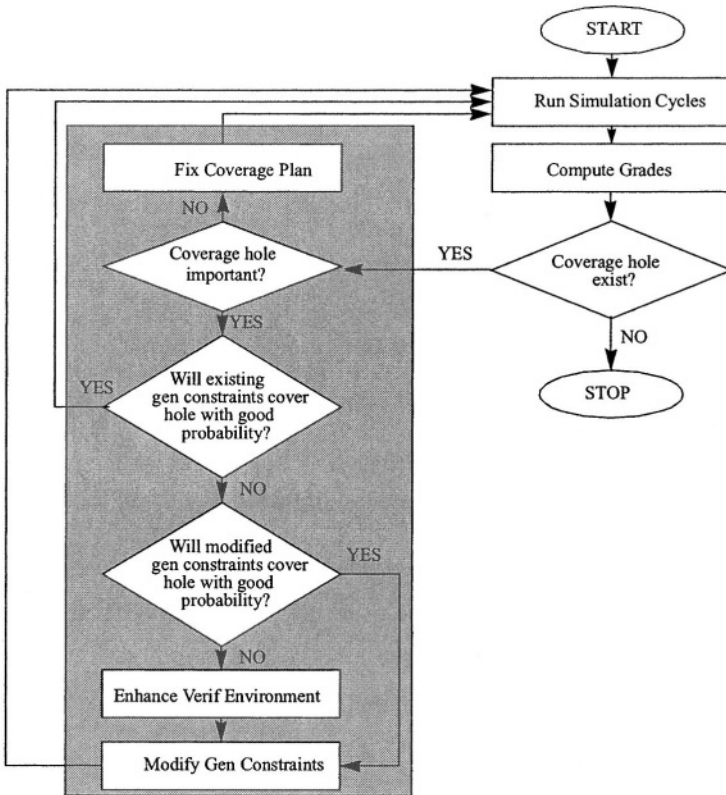 START
Run Simulation Cycles
Compute Grades
Coverage hole
exist?
YES
NO
STOP
Fix Coverage Plan
NO
Coverage hole
important?
YES
Will existing
gen constraints cover
hole with good
probability?
YES
NO
Will modified
gen constraints cover
hole with good
probability?
YES
NO
Enhance Verif Environment
Modify Gen Constraints